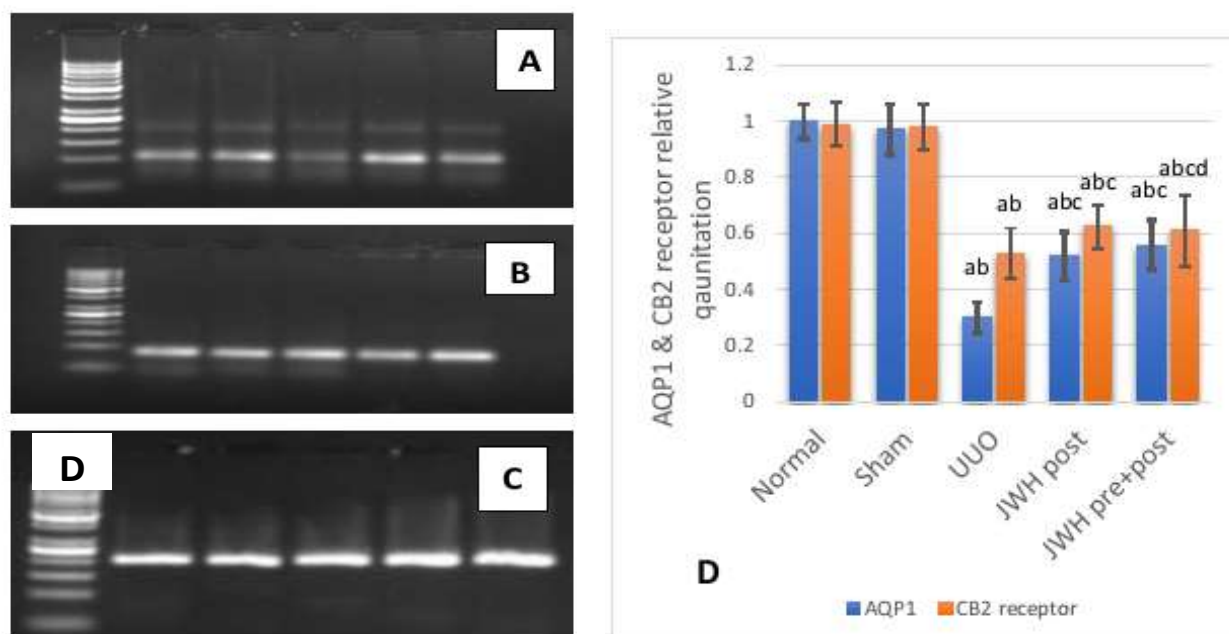 A
B
D
C
AQP1 & CB2 receptor relative
qaunitation
1.2
1
0.8
0.6
0.4
0.2
0
ab
ab
abc
abc
abc
abcd
Normal
Sham
UUO
JWH post
JWH pre+post
D
AQP1
CB2 receptor